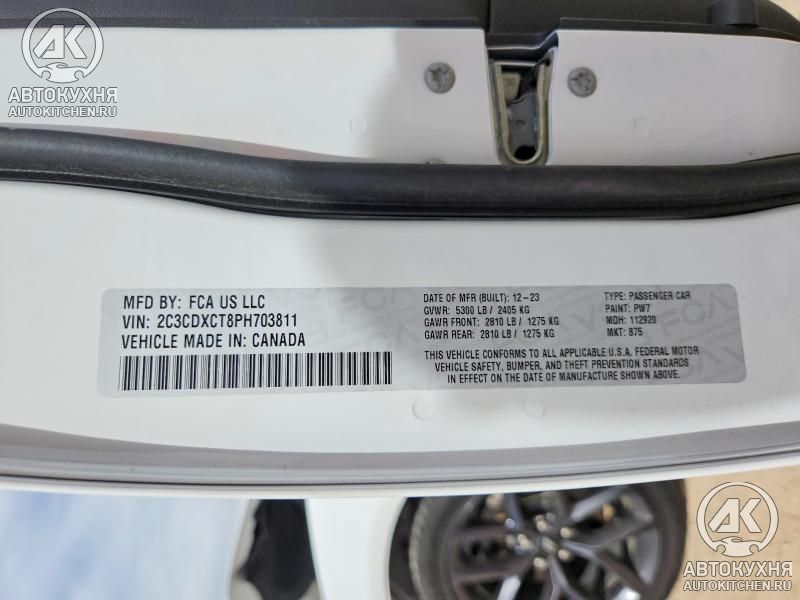 АК
АВТОКУХНЯ
AUTOKITCHEN.RU
MFD BY: FCA US LLC
VIN: 2C3CDXCT8PH703811
VEHICLE MADE IN: CANADA
DATE OF MFR (BUILT): 12-23
GVWR: 5300 LB / 2405 KG
GAWR FRONT: 2810 LB / 1275 KG
GAWR REAR: 2810 LB / 1275 KG
TYPE: PASSENGER CAR
PAINT: PW7
MDH: 112920
MKT: 875
THIS VEHICLE CONFORMS TO ALL APPLICABLE U.S.A. FEDERAL MOTOR
VEHICLE SAFETY, BUMPER, AND THEFT PREVENTION STANDARDS
IN EFFECT ON THE DATE OF MANUFACTURE SHOWN ABOVE.
АК
АВТОКУХНЯ
AUTOKITCHEN.RU